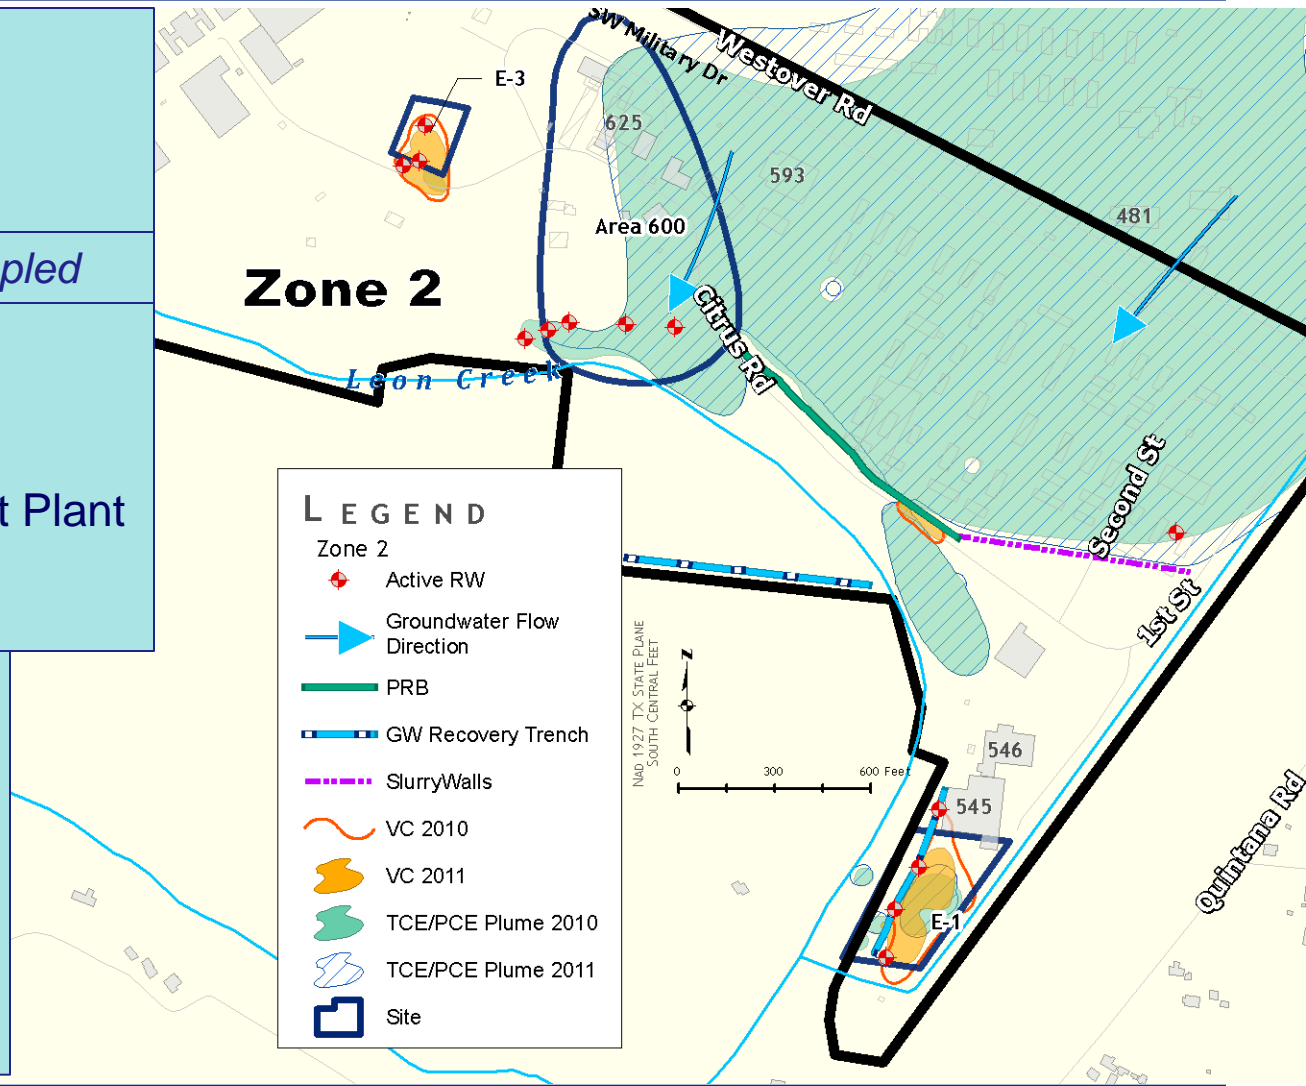 SW Military Dr
Westover Rd
E-3
625
593
481
Area 600
pled
Zone 2
Citrus Rd
Leon Creek
t Plant
Second St
1st St
LEGEND
Zone 2
Active RW
Groundwater Flow
Direction
PRB
GW Recovery Trench
SlurryWalls
VC 2010
VC 2011
TCE/PCE Plume 2010
TCE/PCE Plume 2011
Site
NAD 1927 TX STATE PLANE
SOUTH CENTRAL FEET
N
0 300 600 Feet
546
545
E-1
Quintana Rd